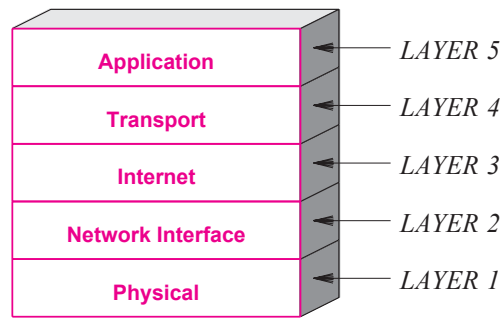 Application LAYER 5
Transport LAYER 4
Internet LAYER 3
Network Interface LAYER 2
Physical LAYER 1